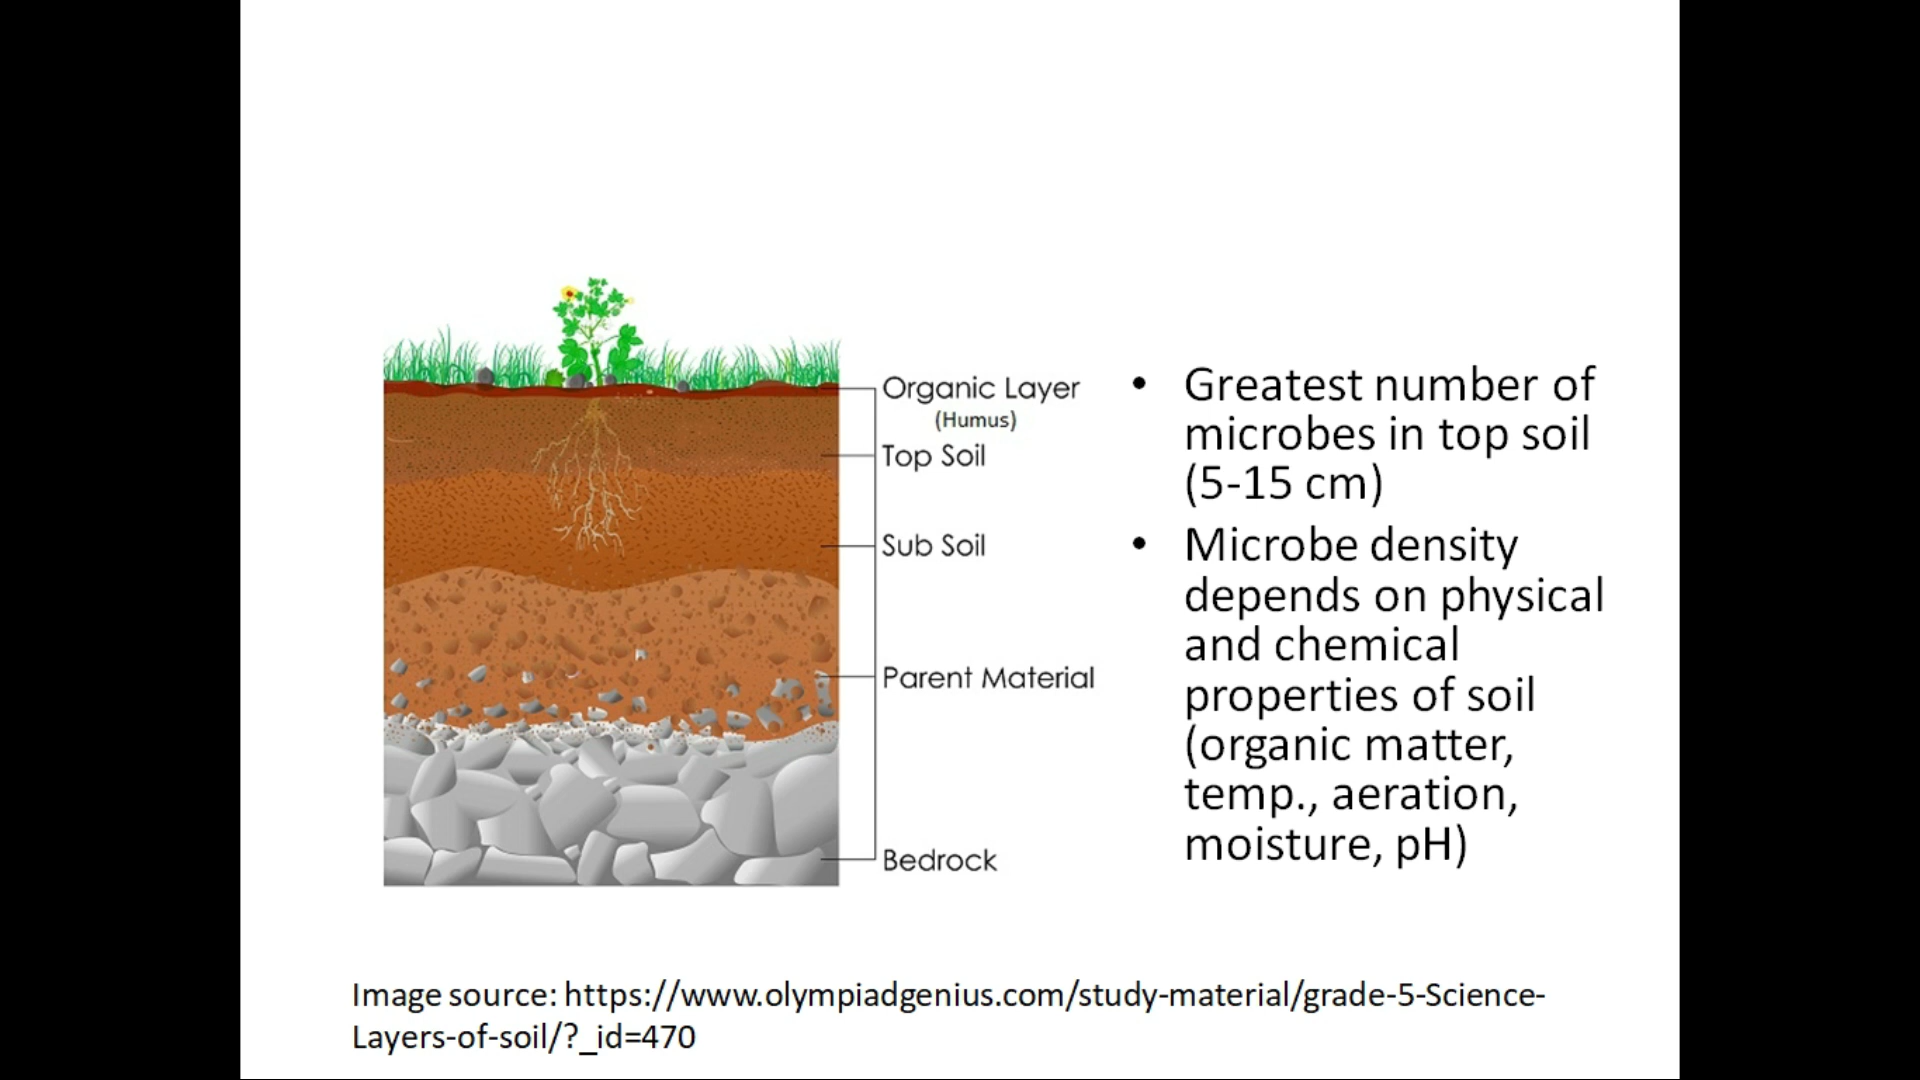 Organic Layer
(Humus)
Top Soil
Sub Soil
Parent Material
Bedrock
• Greatest number of
microbes in top soil
(5-15 cm)
• Microbe density
depends on physical
and chemical
properties of soil
(organic matter,
temp., aeration,
moisture, pH)
Image source: https://www.olympiadgenius.com/study-material/grade-5-Science-
Layers-of-soil/?_id=470